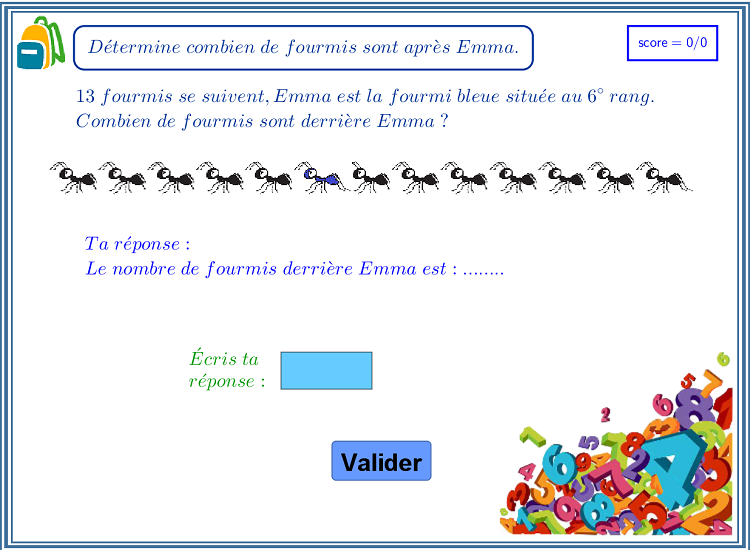 Détermine combien de fourmis sont après Emma.
score = 0/0
13 fourmis se suivent, Emma est la fourmi bleue située au 6° rang.
Combien de fourmis sont derrière Emma ?
Ta réponse :
Le nombre de fourmis derrière Emma est : ........
Écris ta
réponse :
Valider